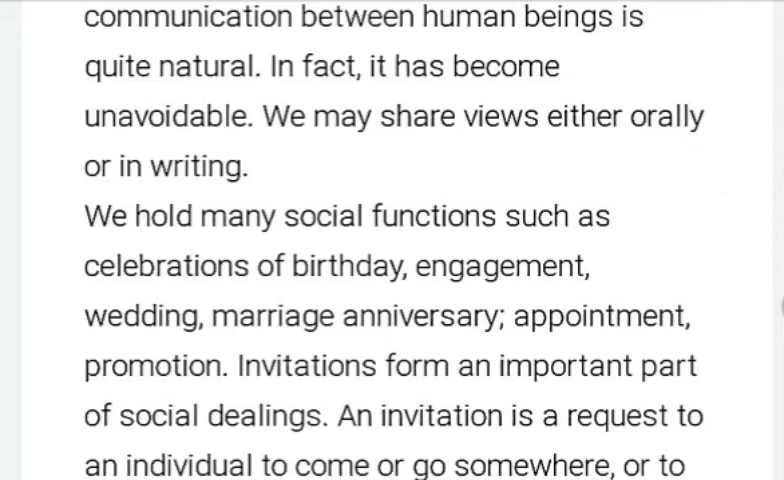 communication between human beings is
quite natural. In fact, it has become
unavoidable. We may share views either orally
or in writing.
We hold many social functions such as
celebrations of birthday, engagement,
wedding, marriage anniversary; appointment,
promotion. Invitations form an important part
of social dealings. An invitation is a request to
an individual to come or go somewhere, or to